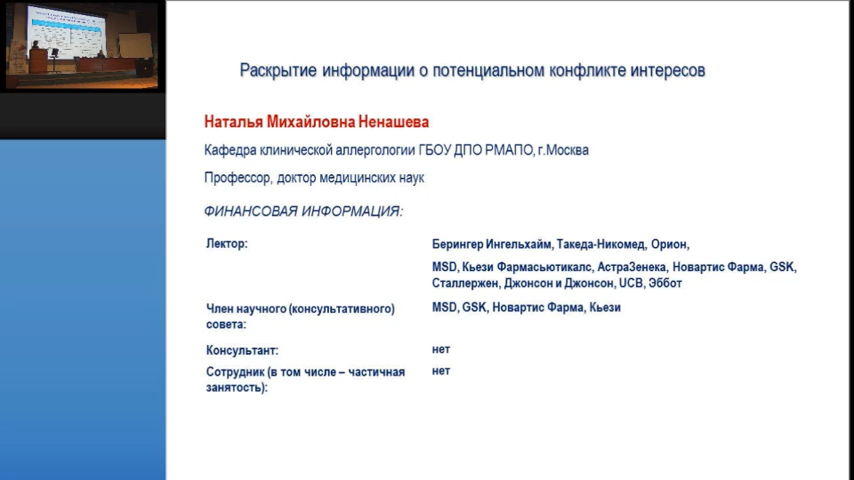 Раскрытие информации о потенциальном конфликте интересов
Наталья Михайловна Ненашева
Кафедра клинической аллергологии ГБОУ ДПО РМАПО, г.Москва
Профессор, доктор медицинских наук
ФИНАНСОВАЯ ИНФОРМАЦИЯ:
Лектор:
Берингер Ингельхайм, Такеда-Никомед, Орион,
MSD, Кьези Фармасьютикалс, АстраЗенека, Новартис Фарма, GSK,
Сталлержен, Джонсон и Джонсон, UCB, Эббот
Член научного (консультативного)
совета:
MSD, GSK, Новартис Фарма, Кьези
Консультант:
нет
Сотрудник (в том числе – частичная
занятость):
нет